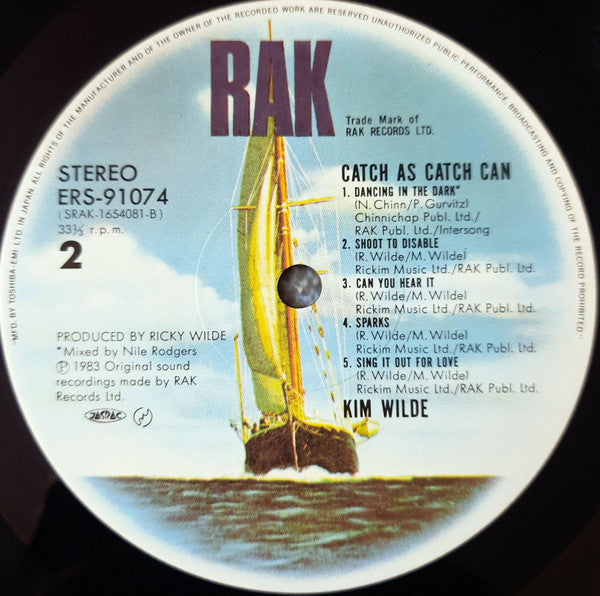 "MFD. BY TOSHIBA-EMI LTD. IN JAPAN. ALL RIGHTS OF THE MANUFACTURER AND OF THE OWNER OF THE RECORDED WORK ARE RESERVED UNAUTHORIZED PUBLIC PERFORMANCE, BROADCASTING AND COPYING OF THE RECORD PROHIBITED"
RAK
Trade Mark of
RAK RECORDS LTD.
STEREO
ERS-91074
(SRAK-1654081-B)
33⅓ r.p.m.
2
PRODUCED BY RICKY WILDE
*Mixed by Nile Rodgers
℗ 1983 Original sound
recordings made by RAK
Records Ltd.
JASRAC
CATCH AS CATCH CAN
1. DANCING IN THE DARK*
(N. Chinn/P. Gurvitz)
Chinnichap Publ. Ltd./
RAK Publ. Ltd./Intersong
2. SHOOT TO DISABLE
(R. Wilde/M. Wilde)
Rickim Music Ltd./RAK Publ. Ltd.
3. CAN YOU HEAR IT
(R. Wilde/M. Wilde)
Rickim Music Ltd./RAK Publ. Ltd.
4. SPARKS
(R. Wilde/M. Wilde)
Rickim Music Ltd./RAK Publ. Ltd.
5. SING IT OUT FOR LOVE
(R. Wilde/M. Wilde)
Rickim Music Ltd./RAK Publ. Ltd.
KIM WILDE